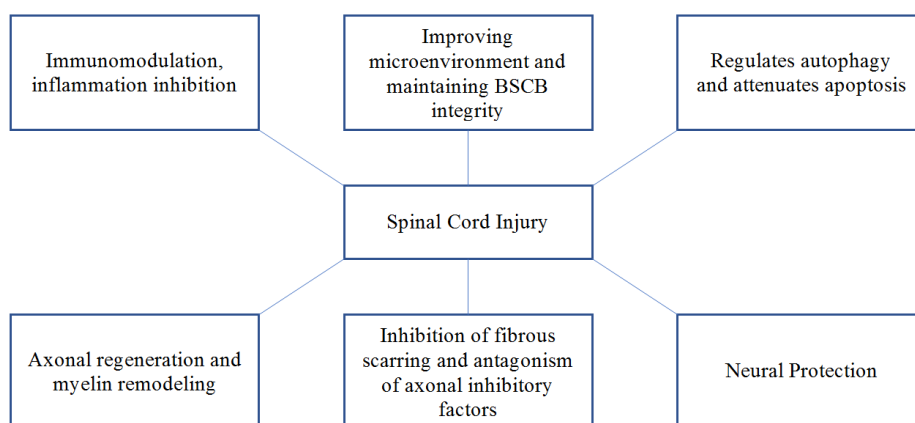 Immunomodulation,
inflammation inhibition
Improving
microenvironment and
maintaining BSCB
integrity
Regulates autophagy
and attenuates apoptosis
Spinal Cord Injury
Axonal regeneration and
myelin remodeling
Inhibition of fibrous
scarring and antagonism
of axonal inhibitory
factors
Neural Protection